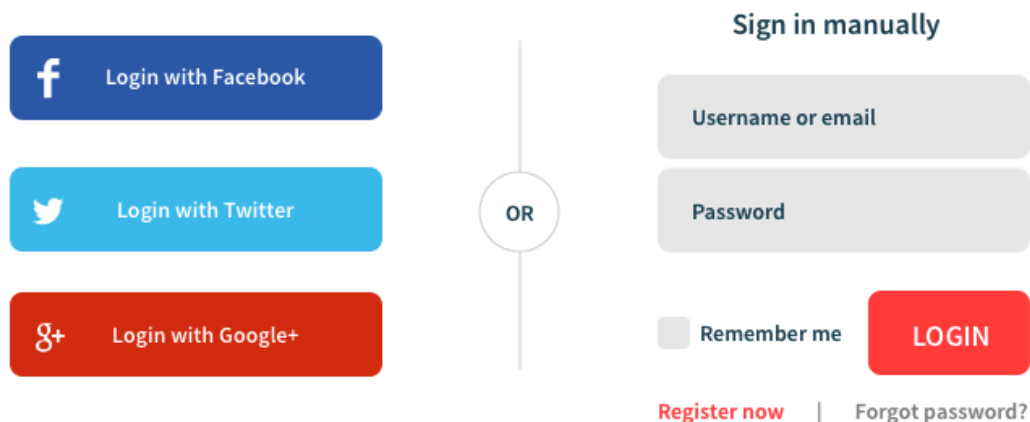 Login with Facebook
Login with Twitter
g+ Login with Google+
OR
Sign in manually
Username or email
Password
Remember me
LOGIN
Register now | Forgot password?